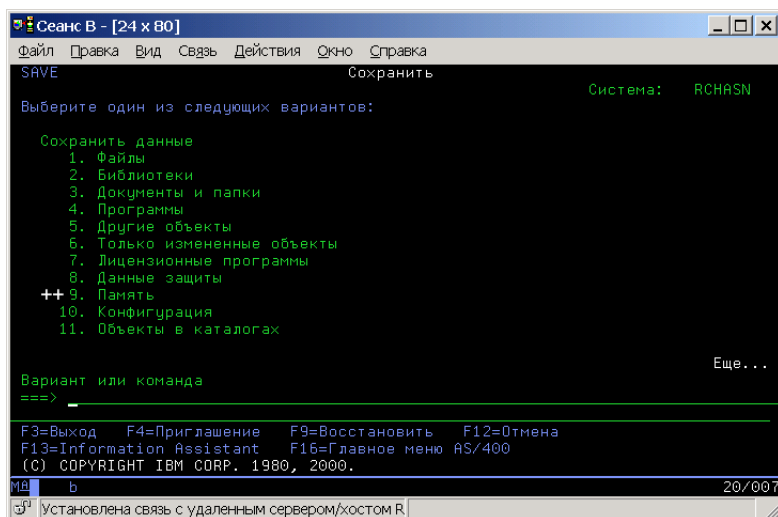 Сеанс B - [24 x 80]
Файл Правка Вид Связь Действия Окно Справка
SAVE Сохранить
Система: RCHASN
Выберите один из следующих вариантов:
Сохранить данные
1. Файлы
2. Библиотеки
3. Документы и папки
4. Программы
5. Другие объекты
6. Только измененные объекты
7. Лицензионные программы
8. Данные защиты
++ 9. Память
10. Конфигурация
11. Объекты в каталогах
Еще...
Вариант или команда
===>
F3=Выход F4=Приглашение F9=Восстановить F12=Отмена
F13=Information Assistant F16=Главное меню AS/400
(C) COPYRIGHT IBM CORP. 1980, 2000.
b 20/007
Установлена связь с удаленным сервером/хостом R